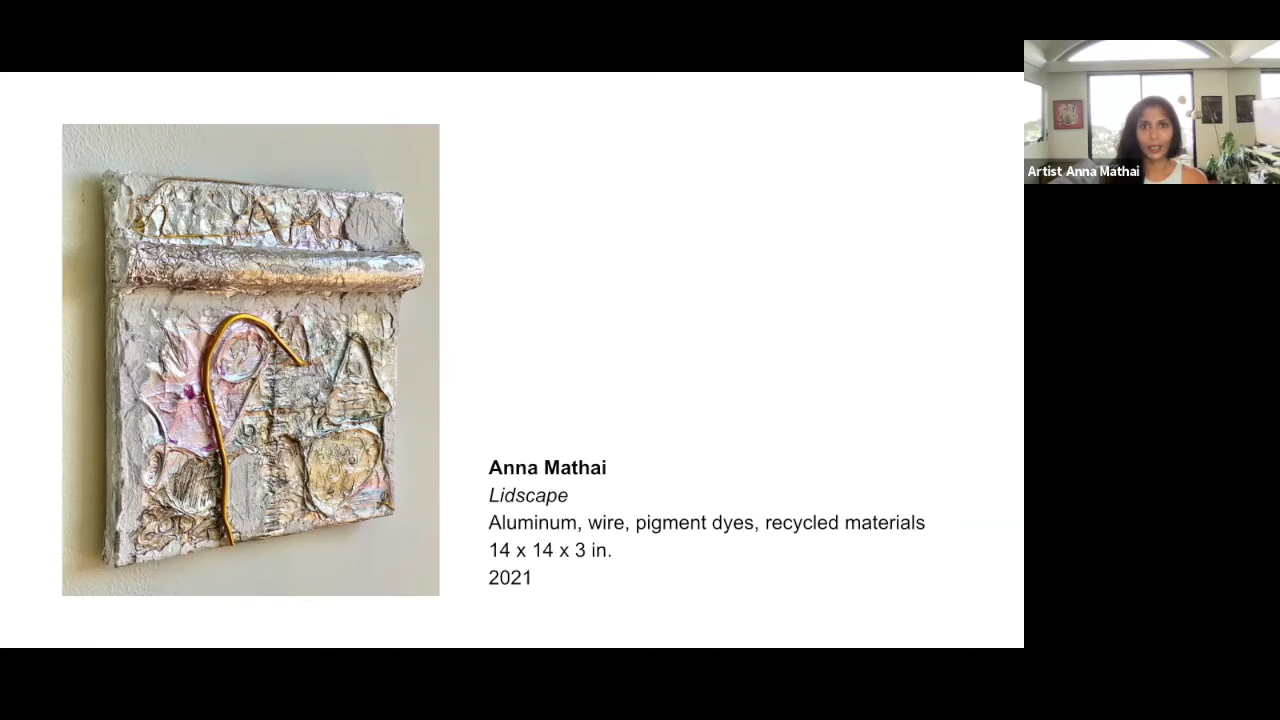 Artist Anna Mathai
Anna Mathai
Lidscape
Aluminum, wire, pigment dyes, recycled materials
14 x 14 x 3 in.
2021